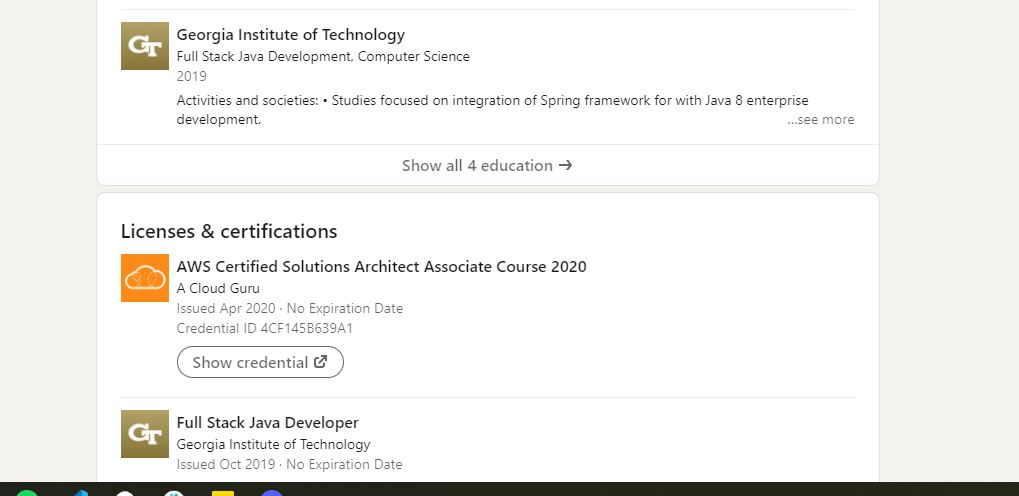 Georgia Institute of Technology
Full Stack Java Development, Computer Science
2019
Activities and societies: • Studies focused on integration of Spring framework for with Java 8 enterprise
development.
...see more
Show all 4 education →
Licenses & certifications
AWS Certified Solutions Architect Associate Course 2020
A Cloud Guru
Issued Apr 2020 · No Expiration Date
Credential ID 4CF145B639A1
Show credential
GT
Full Stack Java Developer
Georgia Institute of Technology
Issued Oct 2019 · No Expiration Date